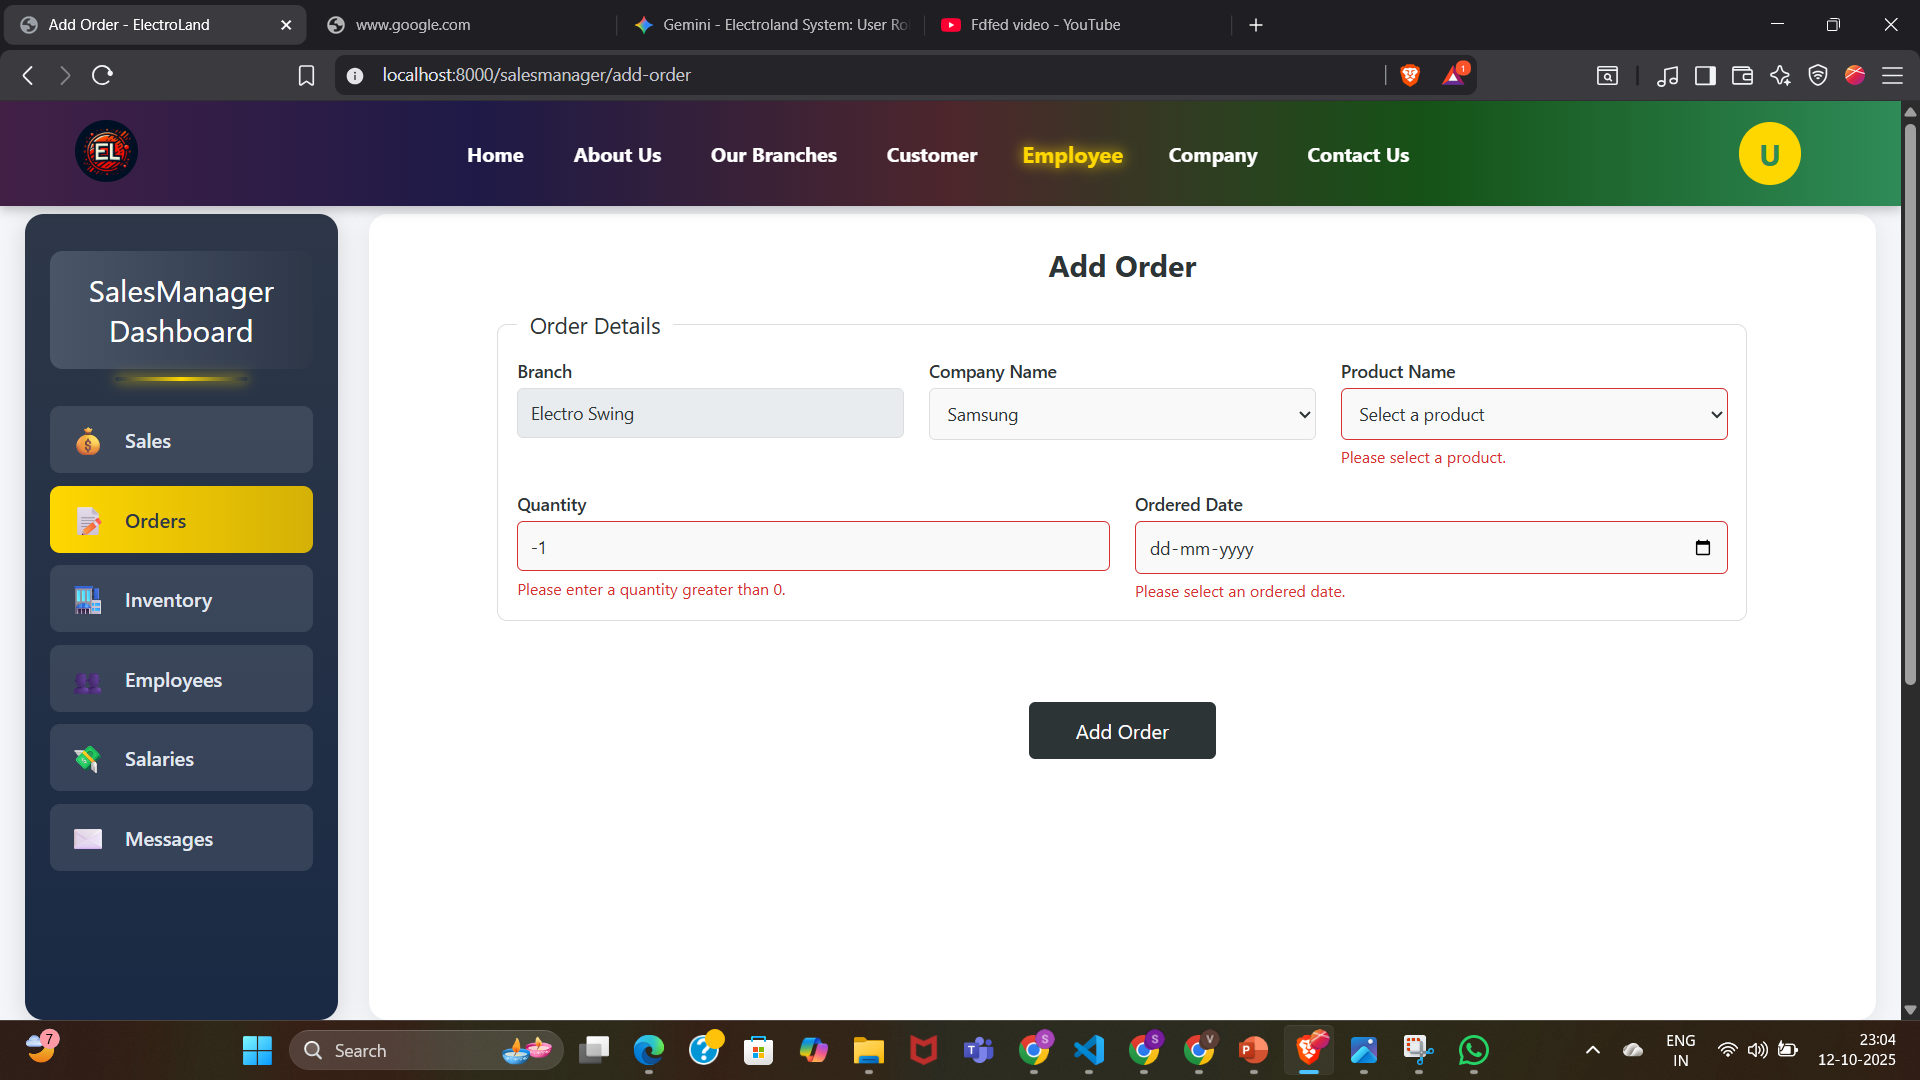 Add Order - ElectroLand
www.google.com
Gemini - Electroland System: User Ro
Fdfed video - YouTube
localhost:8000/salesmanager/add-order
1
EL
Home
About Us
Our Branches
Customer
Employee
Company
Contact Us
U
SalesManager
Dashboard
Sales
Orders
Inventory
Employees
Salaries
Messages
Add Order
Order Details
Branch
Company Name
Product Name
Electro Swing
Samsung
Select a product
Please select a product.
Quantity
Ordered Date
-1
dd-mm-yyyy
Please enter a quantity greater than 0.
Please select an ordered date.
Add Order
7
Search
S
S
V
ENG
IN
23:04
12-10-2025